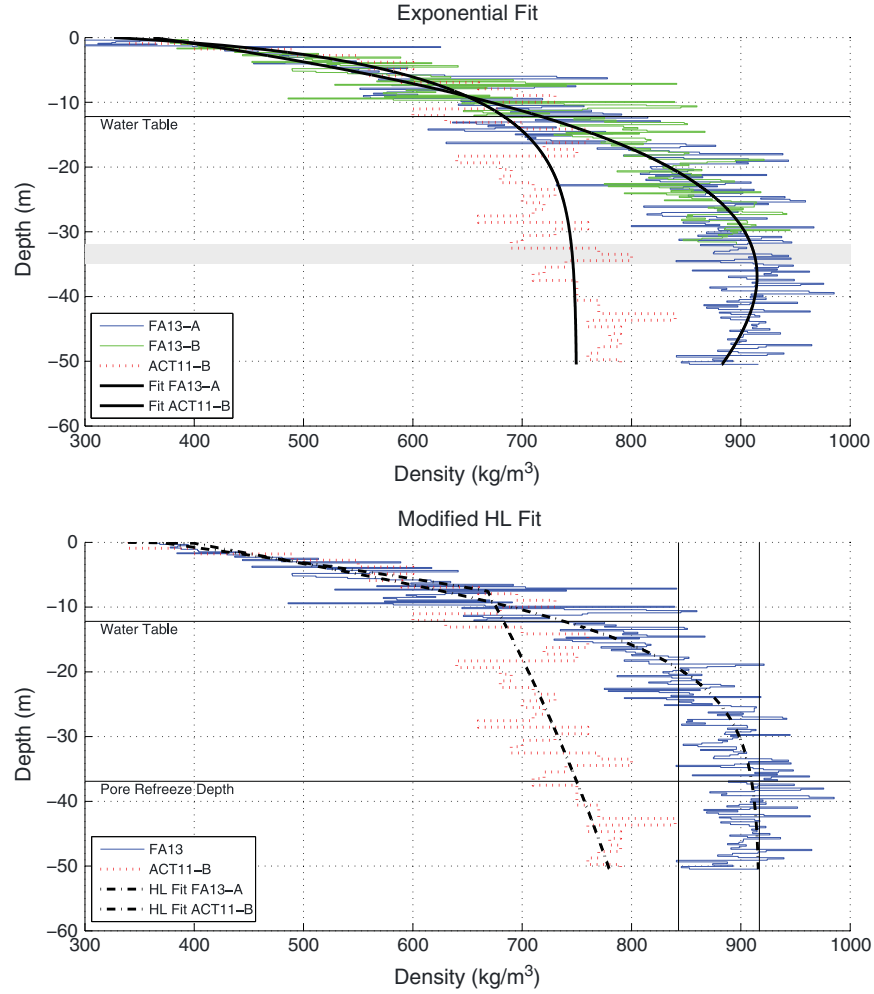 Exponential Fit
0
−10
−20
−30
−40
−50
−60
Depth (m)
Water Table
FA13−A
FA13−B
ACT11−B
Fit FA13−A
Fit ACT11−B
300 400 500 600 700 800 900 1000
Density (kg/m³)
Modified HL Fit
0
−10
−20
−30
−40
−50
−60
Depth (m)
Water Table
Pore Refreeze Depth
FA13
ACT11−B
HL Fit FA13−A
HL Fit ACT11−B
300 400 500 600 700 800 900 1000
Density (kg/m³)